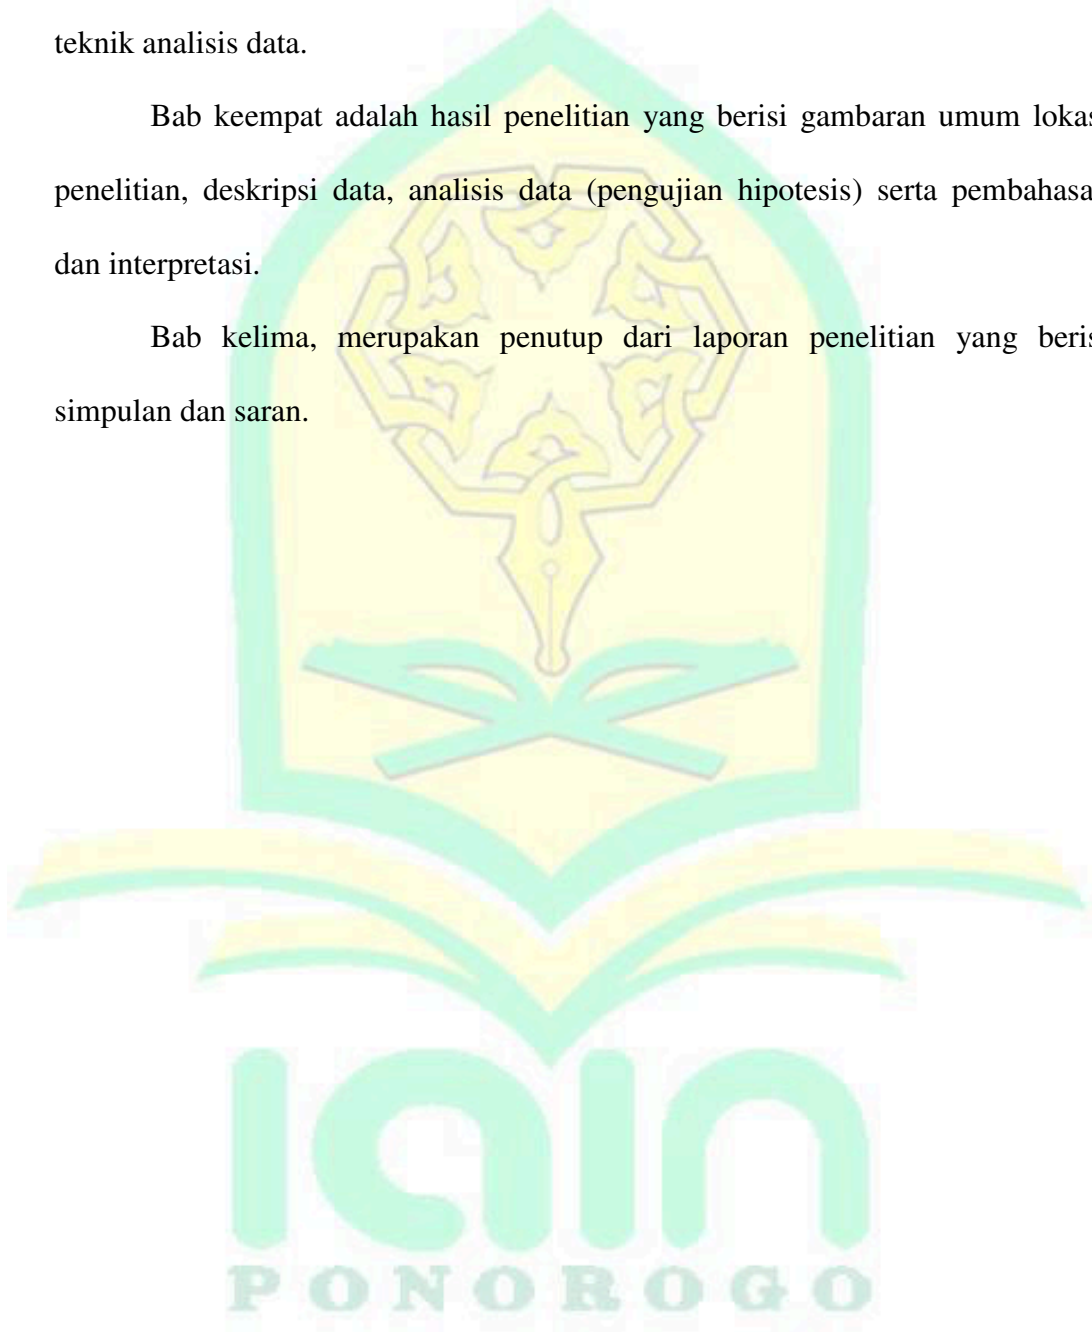 teknik analisis data.
Bab keempat adalah hasil penelitian yang berisi gambaran umum lokas
penelitian, deskripsi data, analisis data (pengujian hipotesis) serta pembahasa
dan interpretasi.
Bab kelima, merupakan penutup dari laporan penelitian yang beris
simpulan dan saran.
iain
PONOROGO